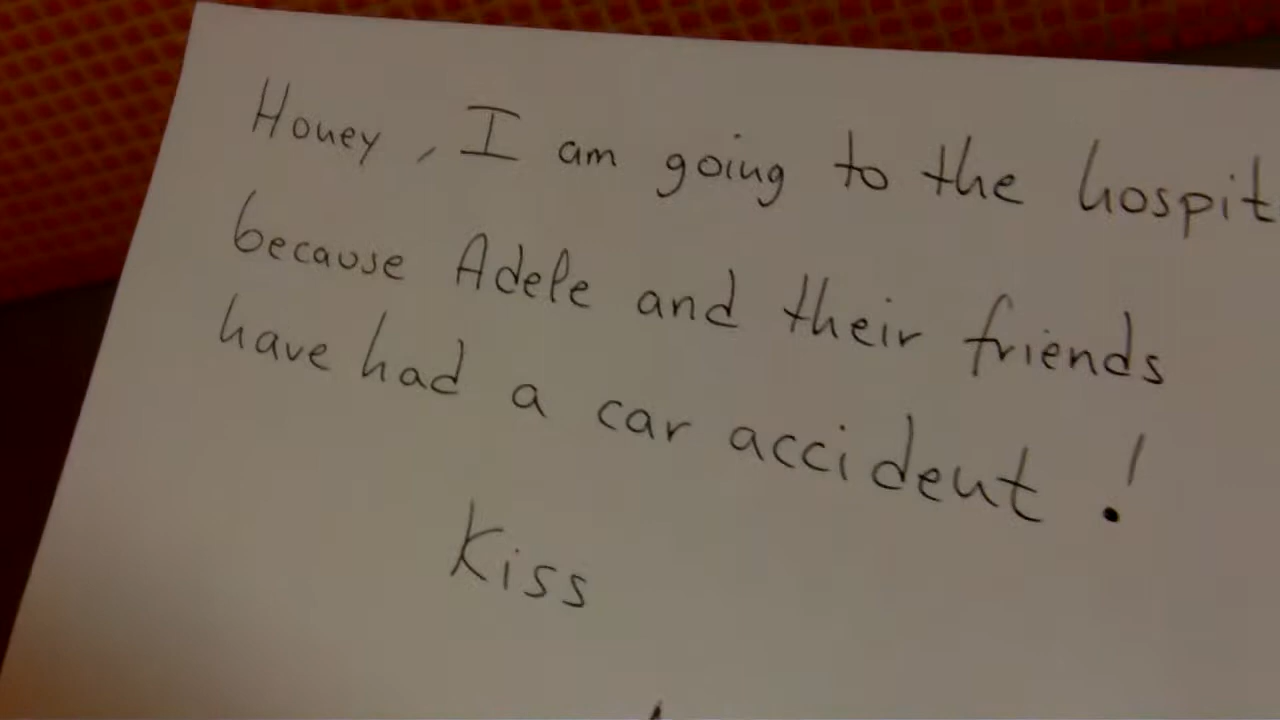 Honey, I am going to the hospit
because Adele and their friends
have had a car accident !
Kiss